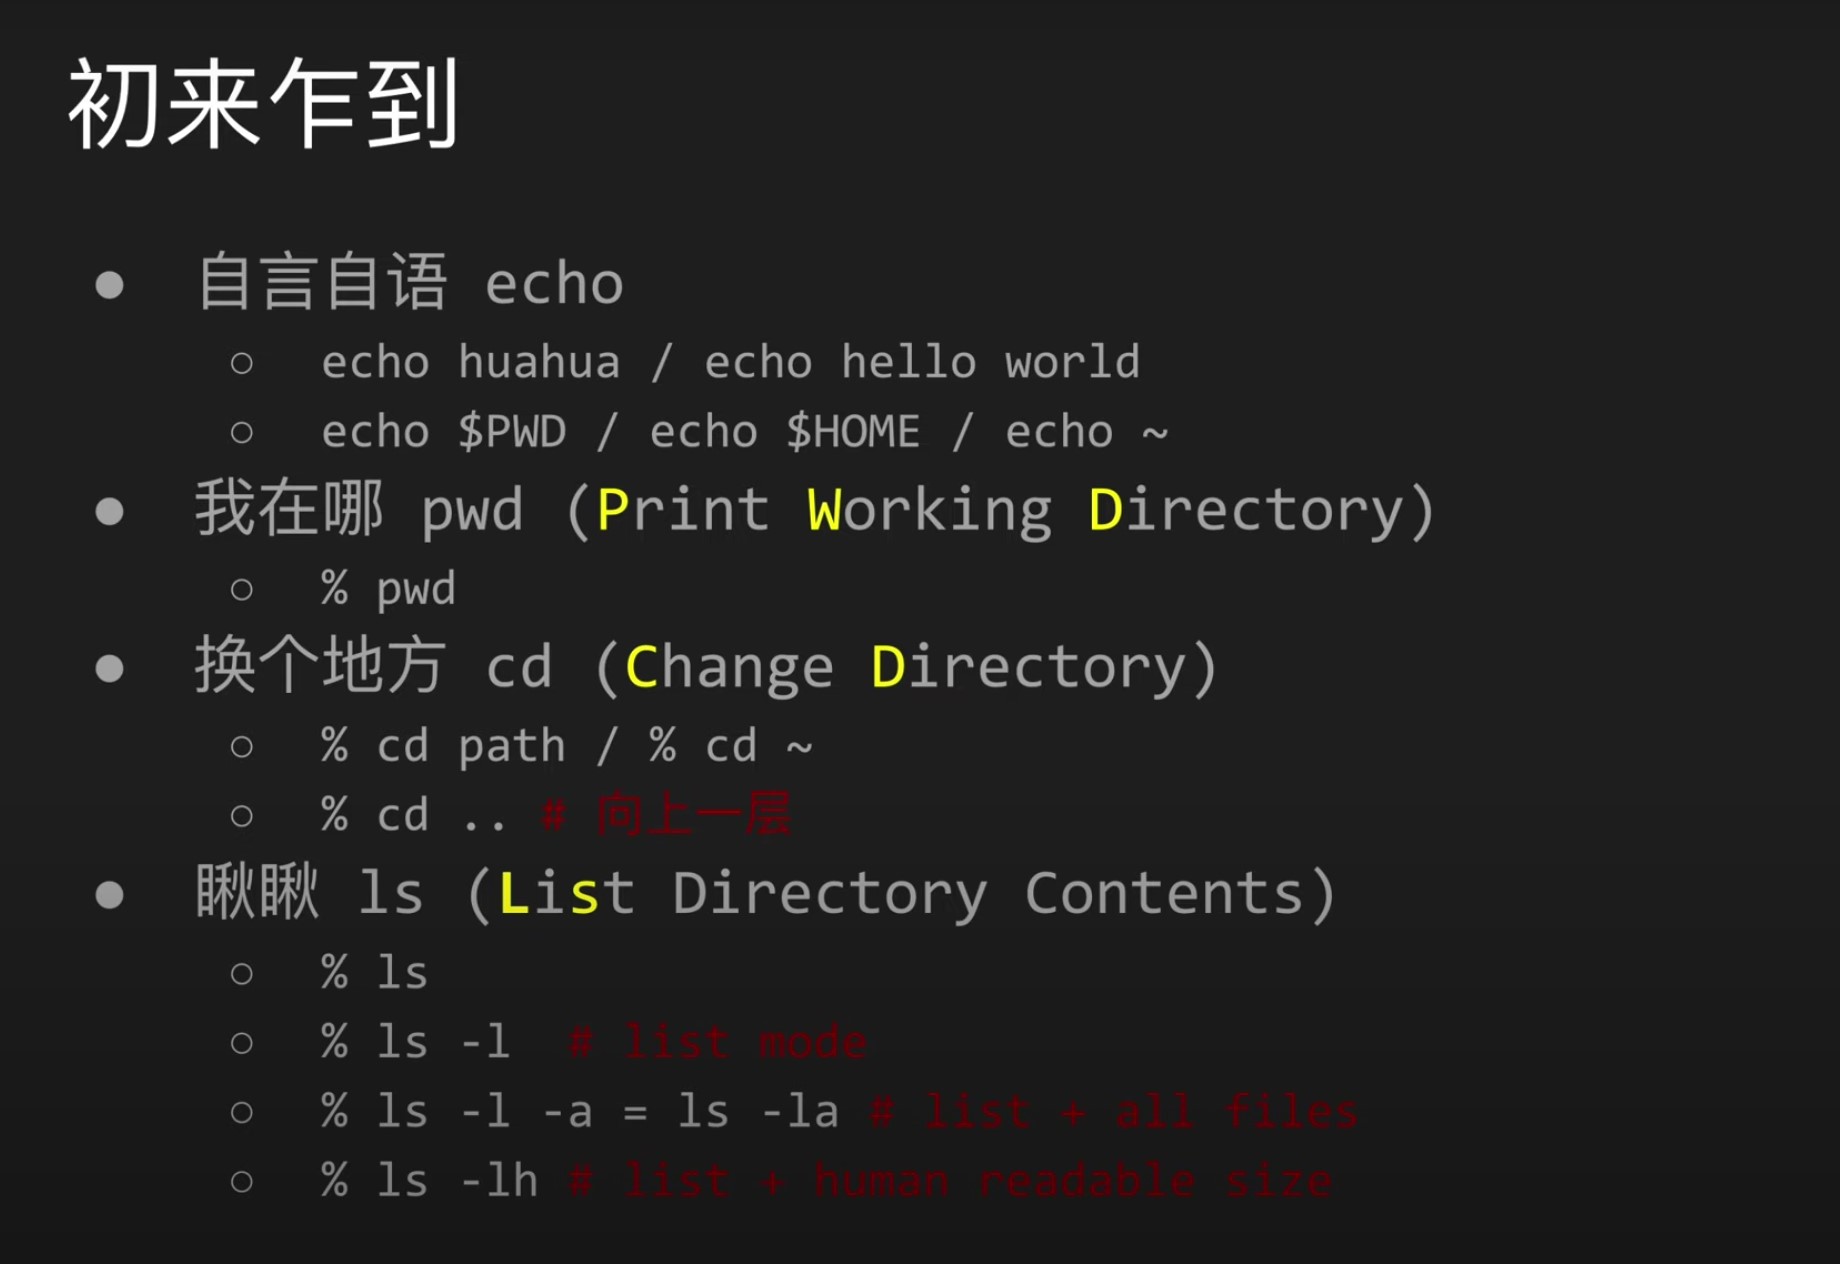 初来乍到
● 自言自语 echo
○ echo huahua / echo hello world
○ echo $PWD / echo $HOME / echo ~
● 我在哪 pwd (Print Working Directory)
○ % pwd
● 换个地方 cd (Change Directory)
○ % cd path / % cd ~
○ % cd .. # 向上一层
● 瞅瞅 ls (List Directory Contents)
○ % ls
○ % ls -l  # list mode
○ % ls -l -a = ls -la # list + all files
○ % ls -lh # list + human readable size